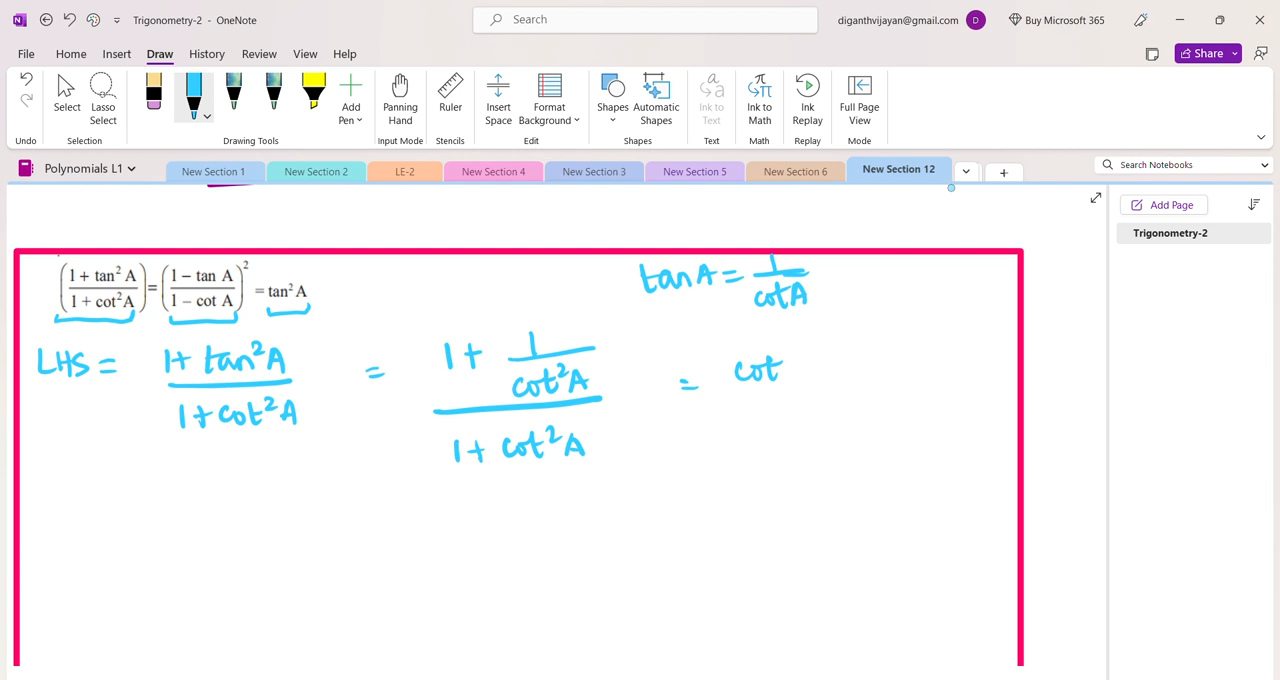 Trigonometry-2 - OneNote
Search
diganthvijayan@gmail.com D Buy Microsoft 365
File Home Insert Draw History Review View Help Share
Undo Select Lasso Select Add Pen Panning Hand Ruler Insert Space Format Background Shapes Automatic Shapes Ink to Text Ink to Math Ink Replay Full Page View
Undo Selection Drawing Tools Input Mode Stencils Edit Shapes Text Math Replay Mode
Polynomials L1 New Section 1 New Section 2 LE-2 New Section 4 New Section 3 New Section 5 New Section 6 New Section 12 + Search Notebooks
Add Page
Trigonometry-2
(1 + tan² A / 1 + cot² A) = (1 − tan A / 1 − cot A)² = tan² A
tanA = 1/cotA
LHS = 1 + tan²A / 1 + cot²A = 1 + 1/cot²A / 1 + cot²A = cot